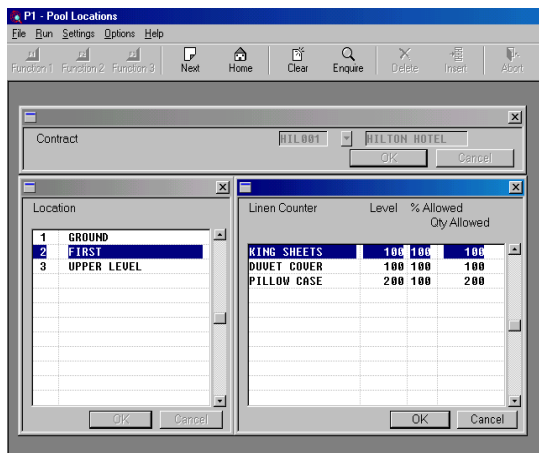 P1 - Pool Locations
File Run Settings Options Help
Function 1 Function 2 Function 3 Next Home Clear Enquire Delete Insert Abort
Contract HIL001 HILTON HOTEL
OK Cancel
Location
1 GROUND
2 FIRST
3 UPPER LEVEL
OK Cancel
Linen Counter Level % Allowed
Qty Allowed
KING SHEETS 100 100 100
DUVET COVER 100 100 100
PILLOW CASE 200 100 200
OK Cancel